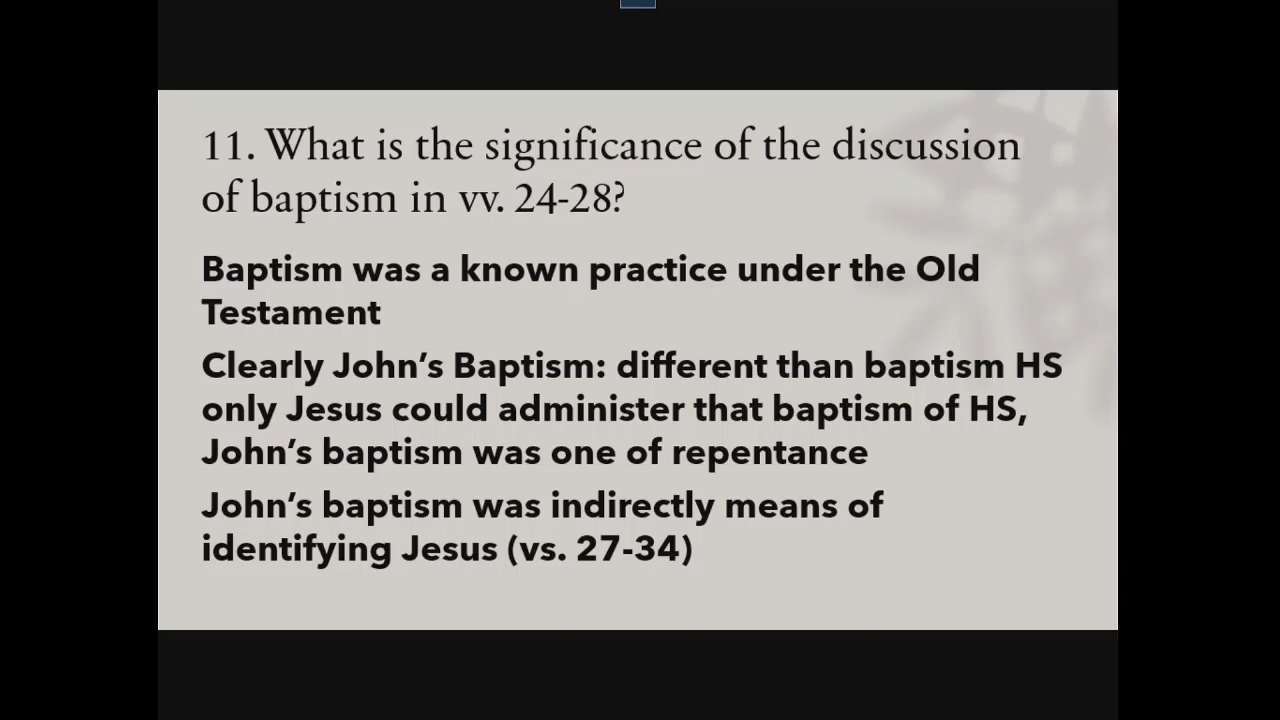 11. What is the significance of the discussion
of baptism in vv. 24-28?
Baptism was a known practice under the Old
Testament
Clearly John’s Baptism: different than baptism HS
only Jesus could administer that baptism of HS,
John’s baptism was one of repentance
John’s baptism was indirectly means of
identifying Jesus (vs. 27-34)